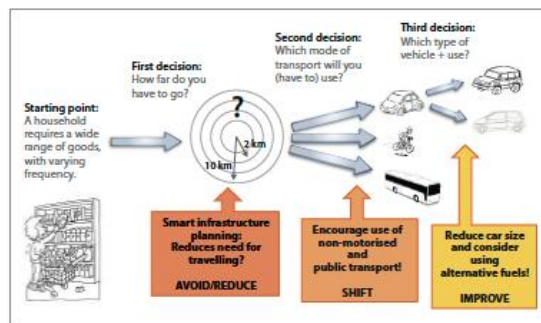 Starting point:
A household
requires a wide
range of goods,
with varying
frequency.
First decision:
How far do you
have to go?
?
2 km
10 km
Second decision:
Which mode of
transport will you
(have to) use?
Third decision:
Which type of
vehicle + use?
Smart infrastructure
planning:
Reduces need for
travelling?
AVOID/REDUCE
Encourage use of
non-motorised
and
public transport!
SHIFT
Reduce car size
and consider
using
alternative fuels!
IMPROVE